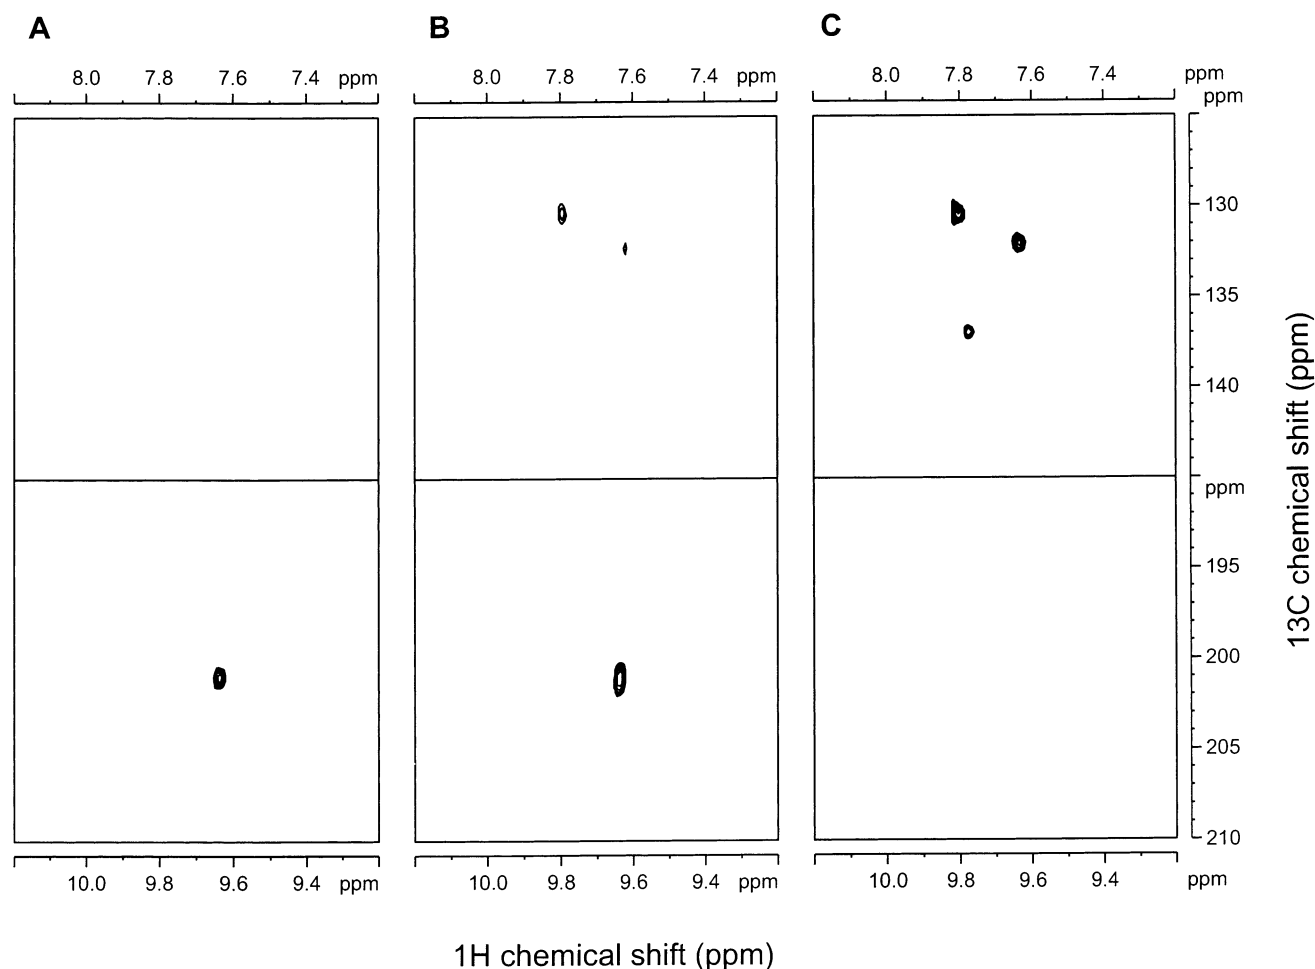 A B C
8.0 7.8 7.6 7.4 ppm 8.0 7.8 7.6 7.4 ppm 8.0 7.8 7.6 7.4 ppm
ppm
130
135
140
ppm
195
200
205
210
10.0 9.8 9.6 9.4 ppm 10.0 9.8 9.6 9.4 ppm 10.0 9.8 9.6 9.4 ppm
13C chemical shift (ppm)
1H chemical shift (ppm)